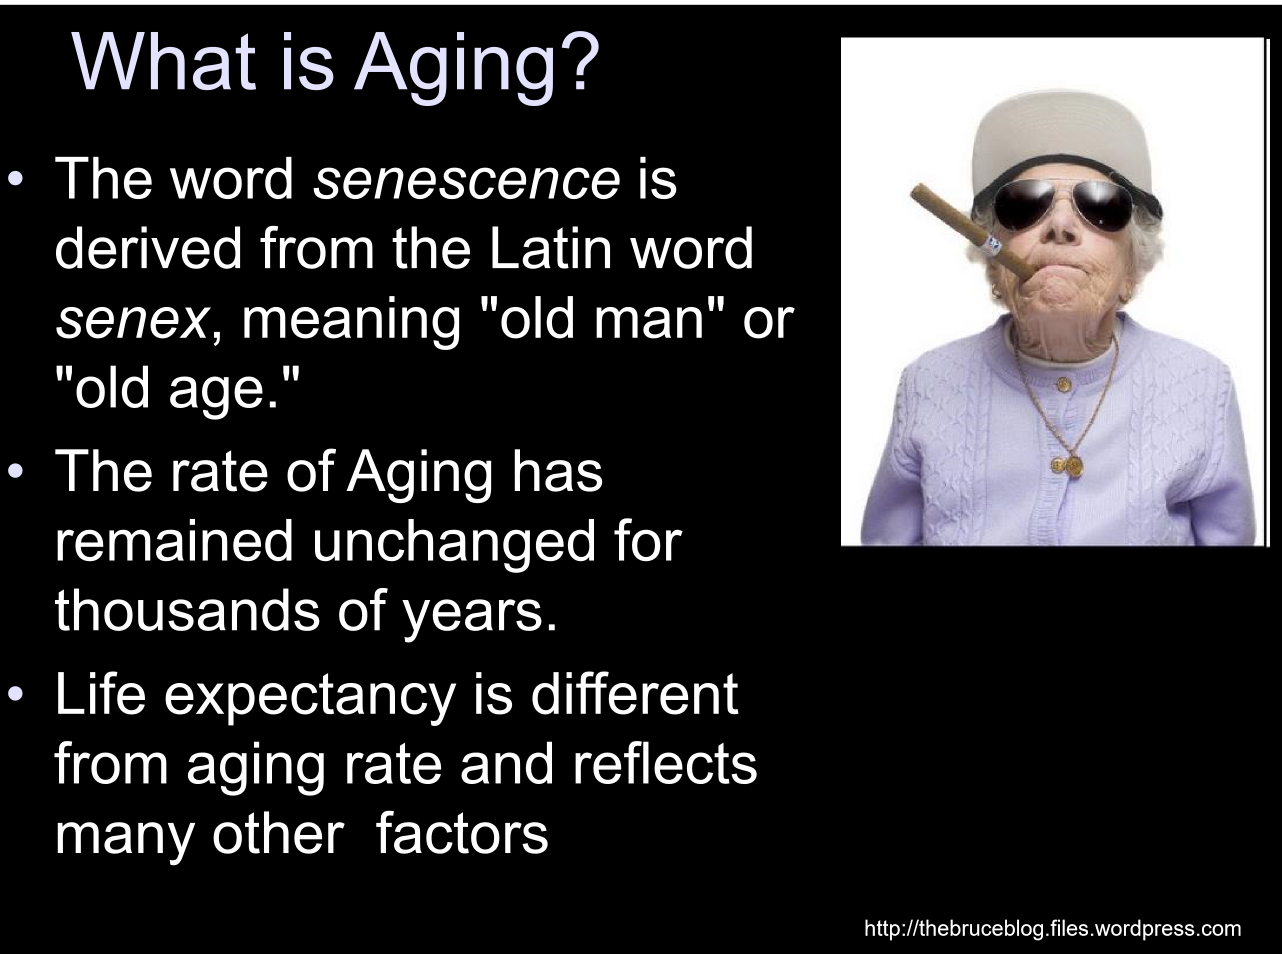 What is Aging?
• The word senescence is
derived from the Latin word
senex, meaning "old man" or
"old age."
• The rate of Aging has
remained unchanged for
thousands of years.
• Life expectancy is different
from aging rate and reflects
many other  factors
http://thebruceblog.files.wordpress.com